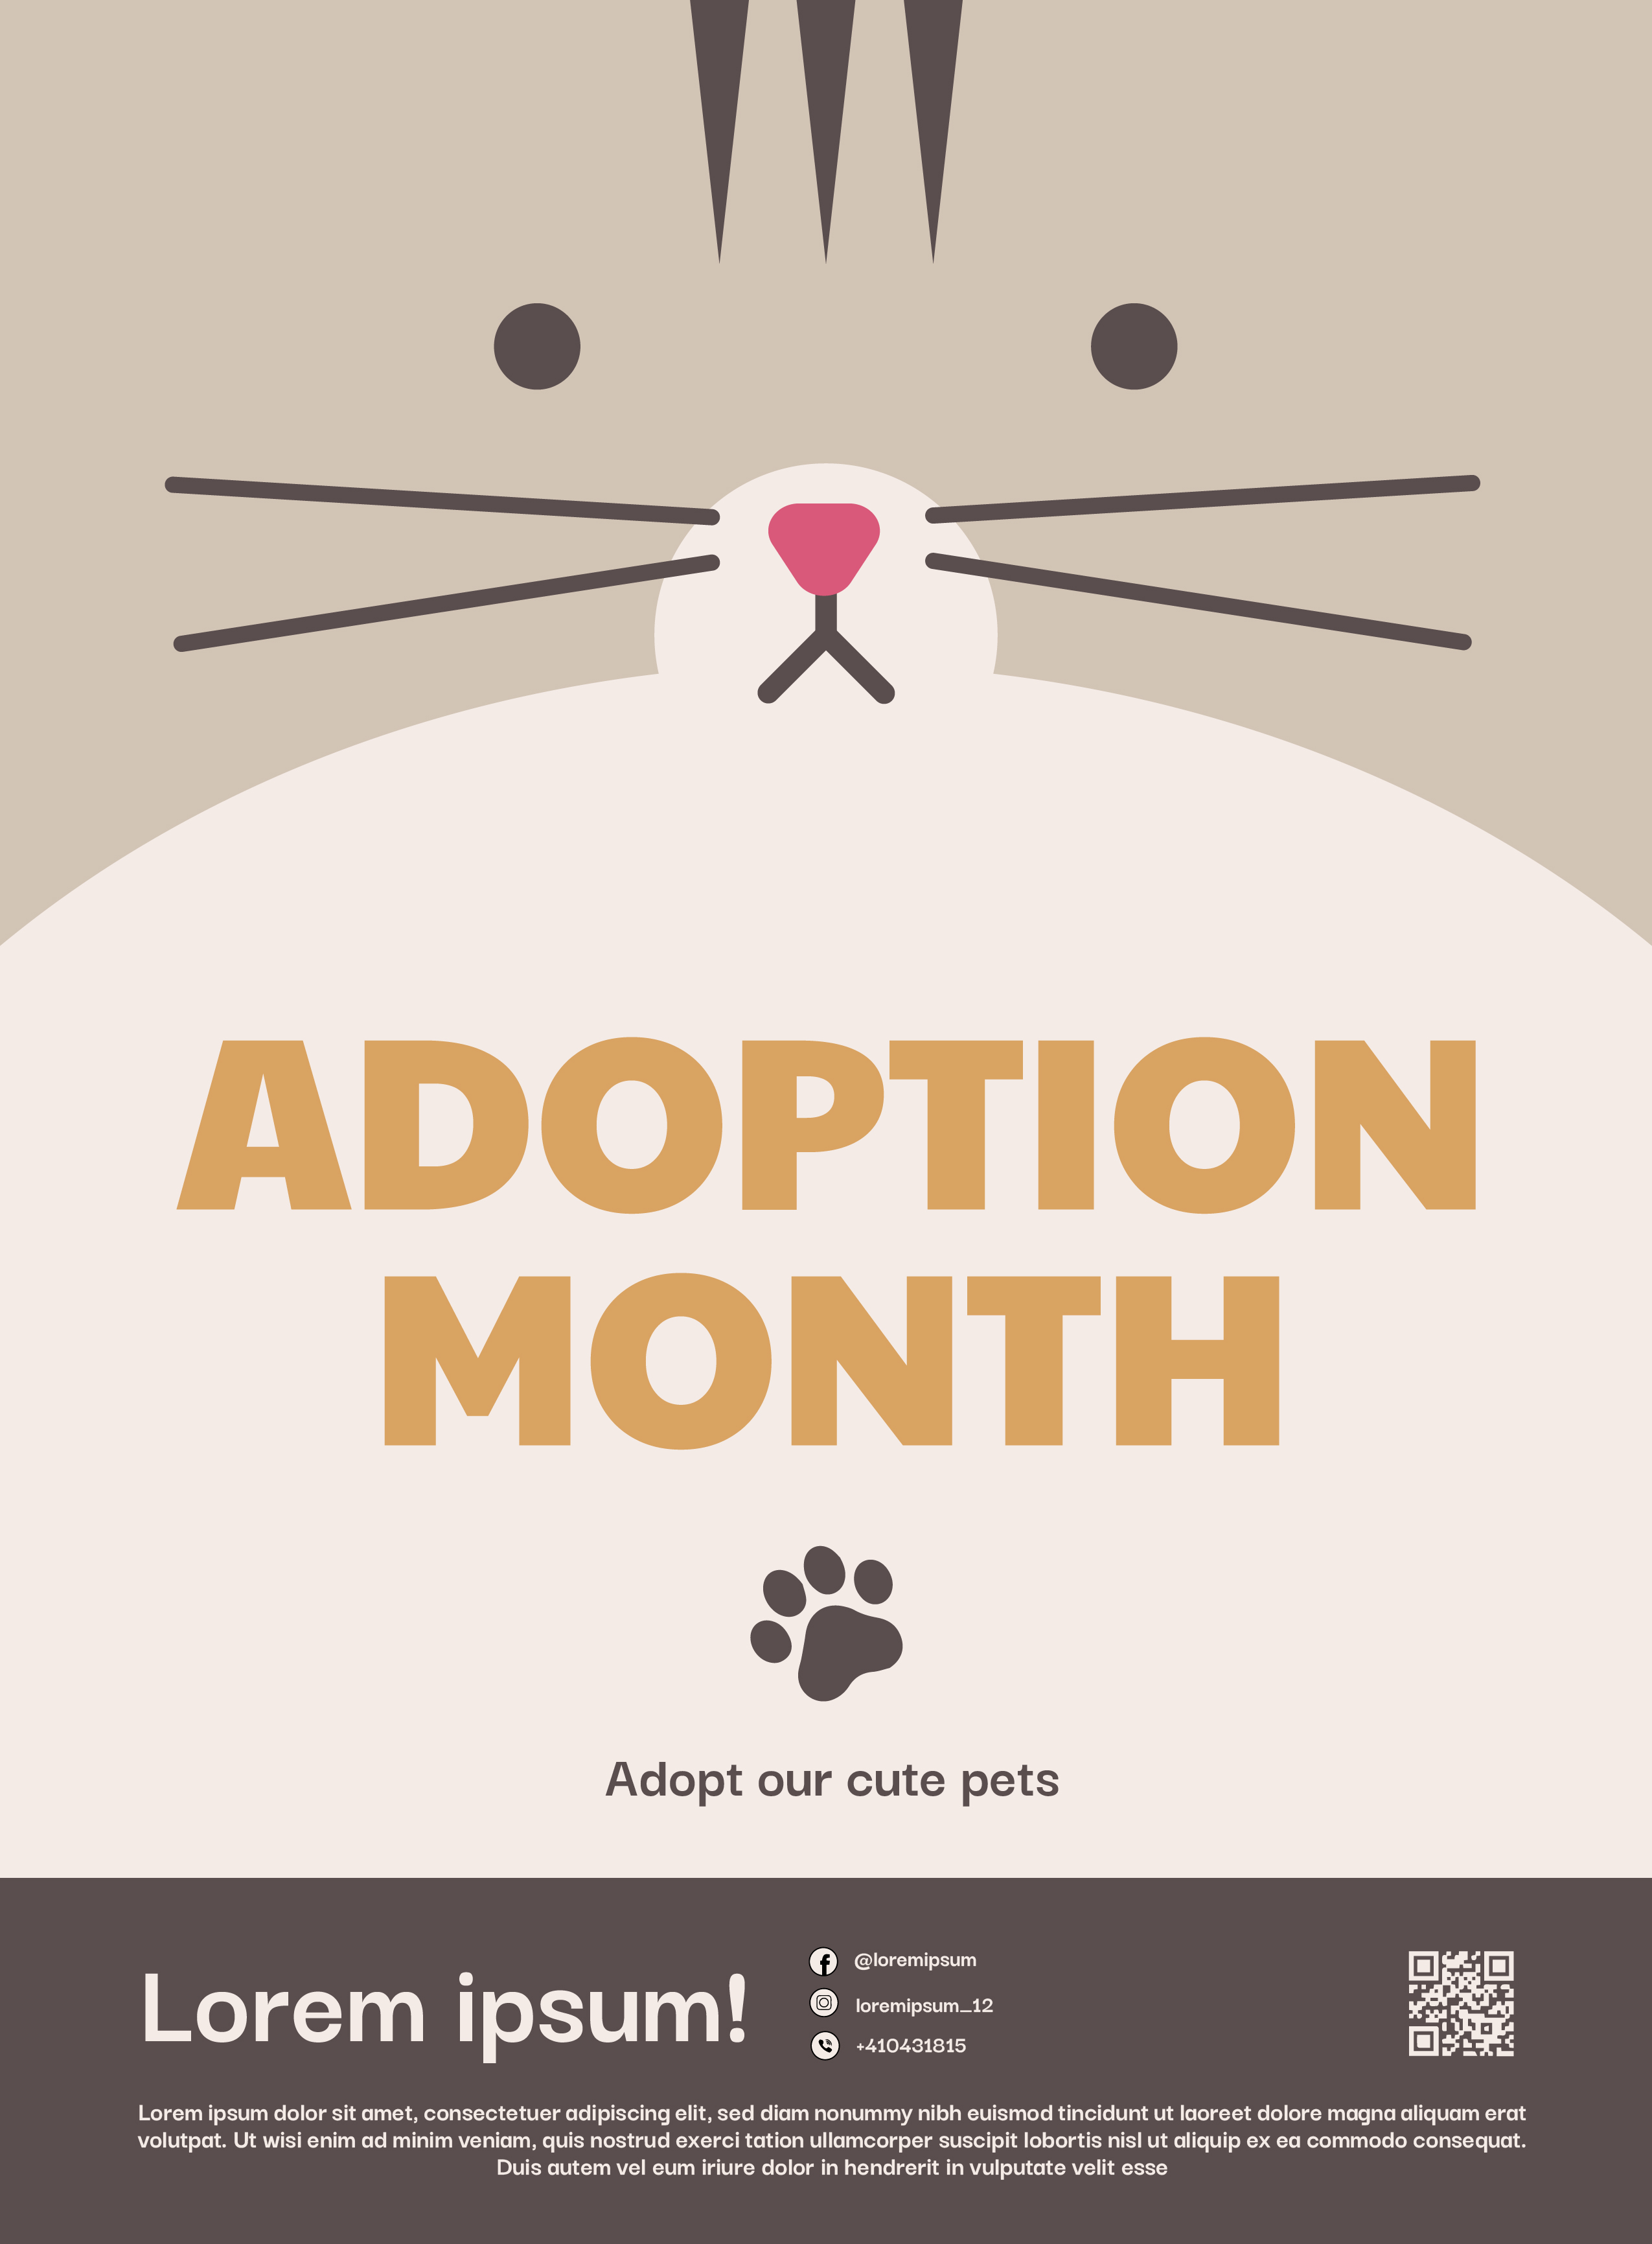 ADOPTION
MONTH
Adopt our cute pets
Lorem ipsum!
@loremipsum
loremipsum_12
+410431815
Lorem ipsum dolor sit amet, consectetuer adipiscing elit, sed diam nonummy nibh euismod tincidunt ut laoreet dolore magna aliquam erat
volutpat. Ut wisi enim ad minim veniam, quis nostrud exerci tation ullamcorper suscipit lobortis nisl ut aliquip ex ea commodo consequat.
Duis autem vel eum iriure dolor in hendrerit in vulputate velit esse